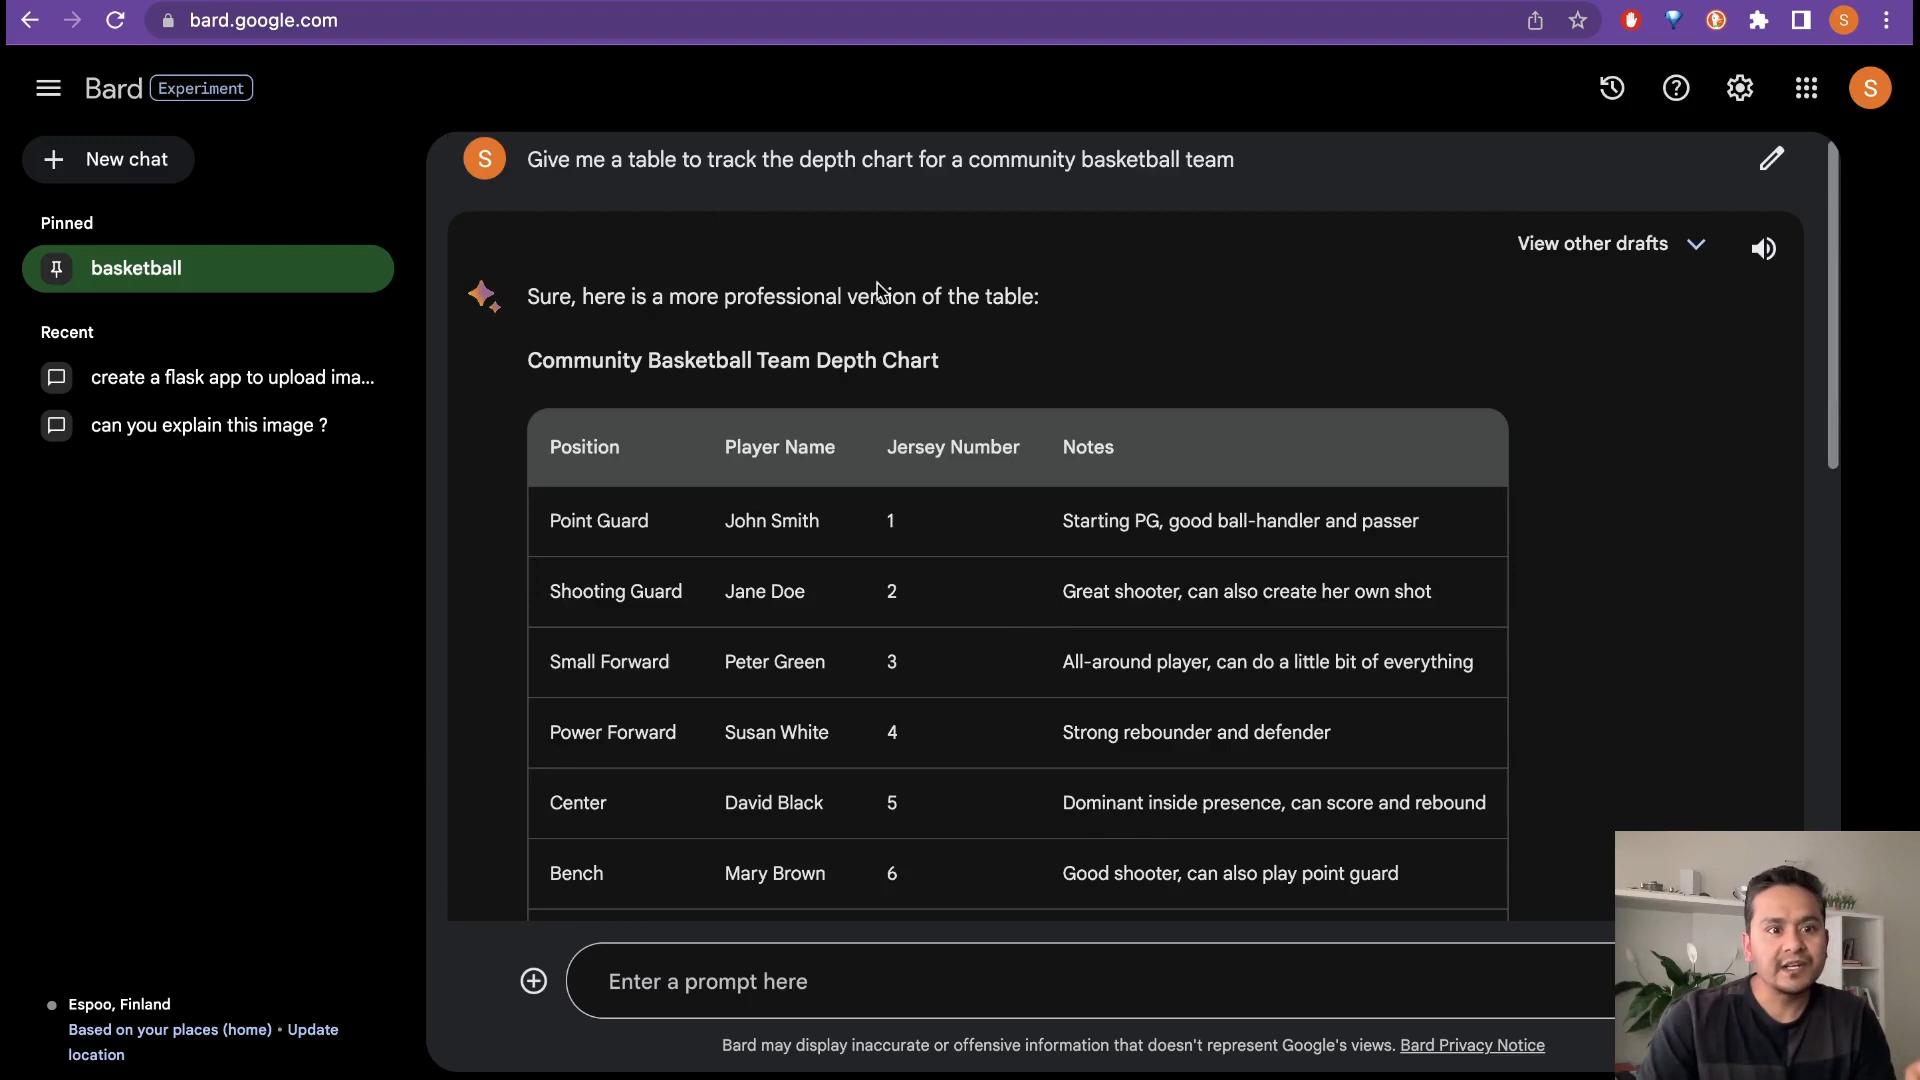 bard.google.com
S
Bard Experiment
S
New chat
Pinned
basketball
Recent
create a flask app to upload ima...
can you explain this image ?
Espoo, Finland
Based on your places (home) • Update
location
S Give me a table to track the depth chart for a community basketball team
View other drafts
Sure, here is a more professional version of the table:
Community Basketball Team Depth Chart
Position Player Name Jersey Number Notes
Point Guard John Smith 1 Starting PG, good ball-handler and passer
Shooting Guard Jane Doe 2 Great shooter, can also create her own shot
Small Forward Peter Green 3 All-around player, can do a little bit of everything
Power Forward Susan White 4 Strong rebounder and defender
Center David Black 5 Dominant inside presence, can score and rebound
Bench Mary Brown 6 Good shooter, can also play point guard
Enter a prompt here
Bard may display inaccurate or offensive information that doesn't represent Google's views. Bard Privacy Notice